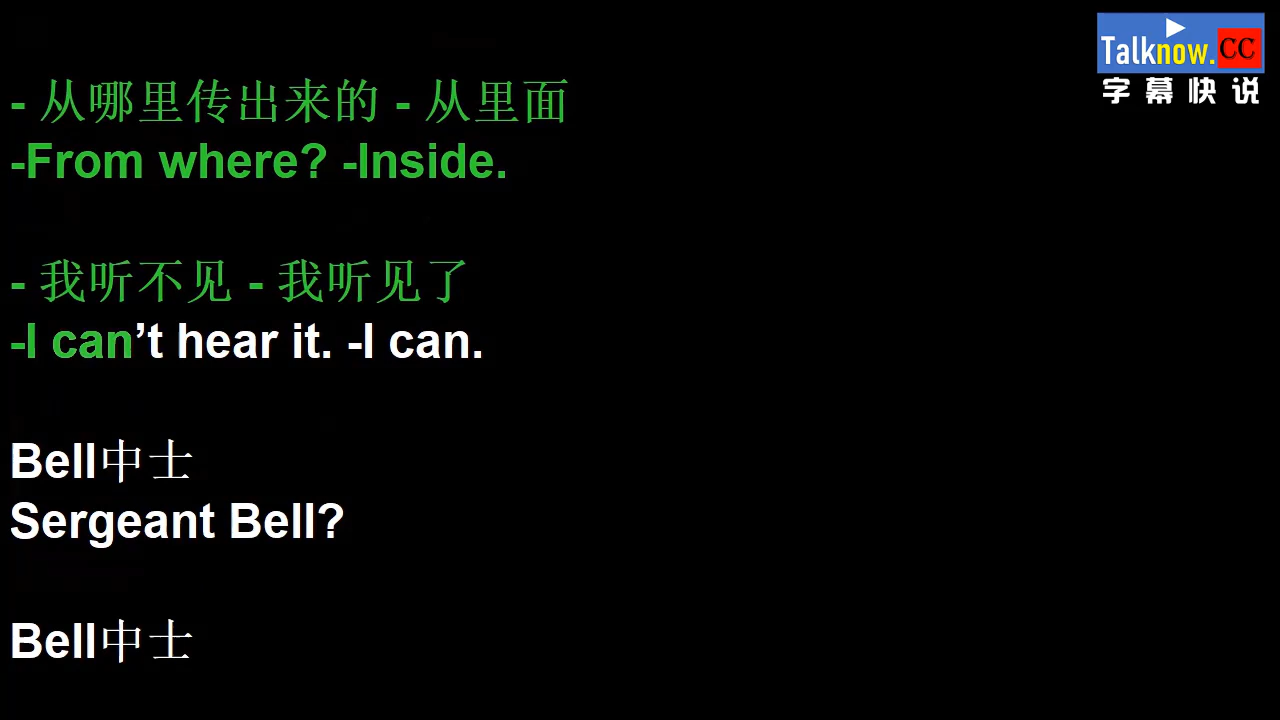 Talknow.CC
字幕快说
- 从哪里传出来的 - 从里面
-From where? -Inside.
- 我听不见 - 我听见了
-I can’t hear it. -I can.
Bell中士
Sergeant Bell?
Bell中士